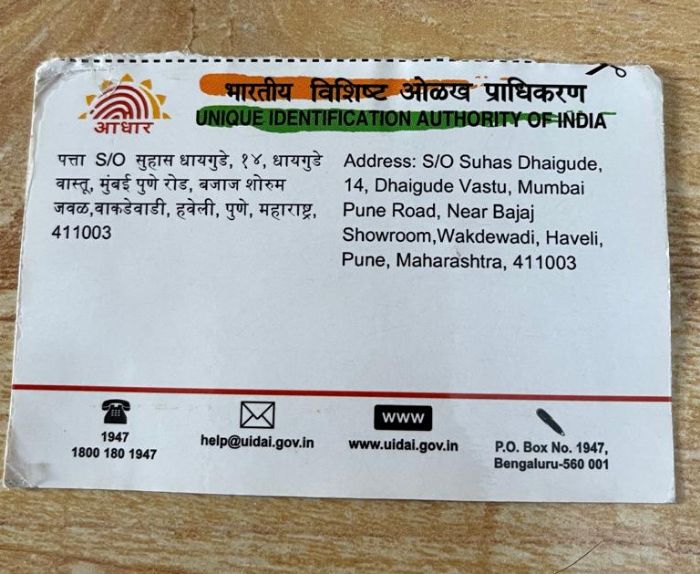 भारतीय विशिष्ट ओळख प्राधिकरण
UNIQUE IDENTIFICATION AUTHORITY OF INDIA
आधार
पत्ता S/O सुहास धायगुडे, १४, धायगुडे
वास्तू, मुंबई पुणे रोड, बजाज शोरुम
जवळ,वाकडेवाडी, हवेली, पुणे, महाराष्ट्र,
411003
Address: S/O Suhas Dhaigude,
14, Dhaigude Vastu, Mumbai
Pune Road, Near Bajaj
Showroom,Wakdewadi, Haveli,
Pune, Maharashtra, 411003
1947
1800 180 1947
help@uidai.gov.in
www
www.uidai.gov.in
P.O. Box No. 1947,
Bengaluru-560 001